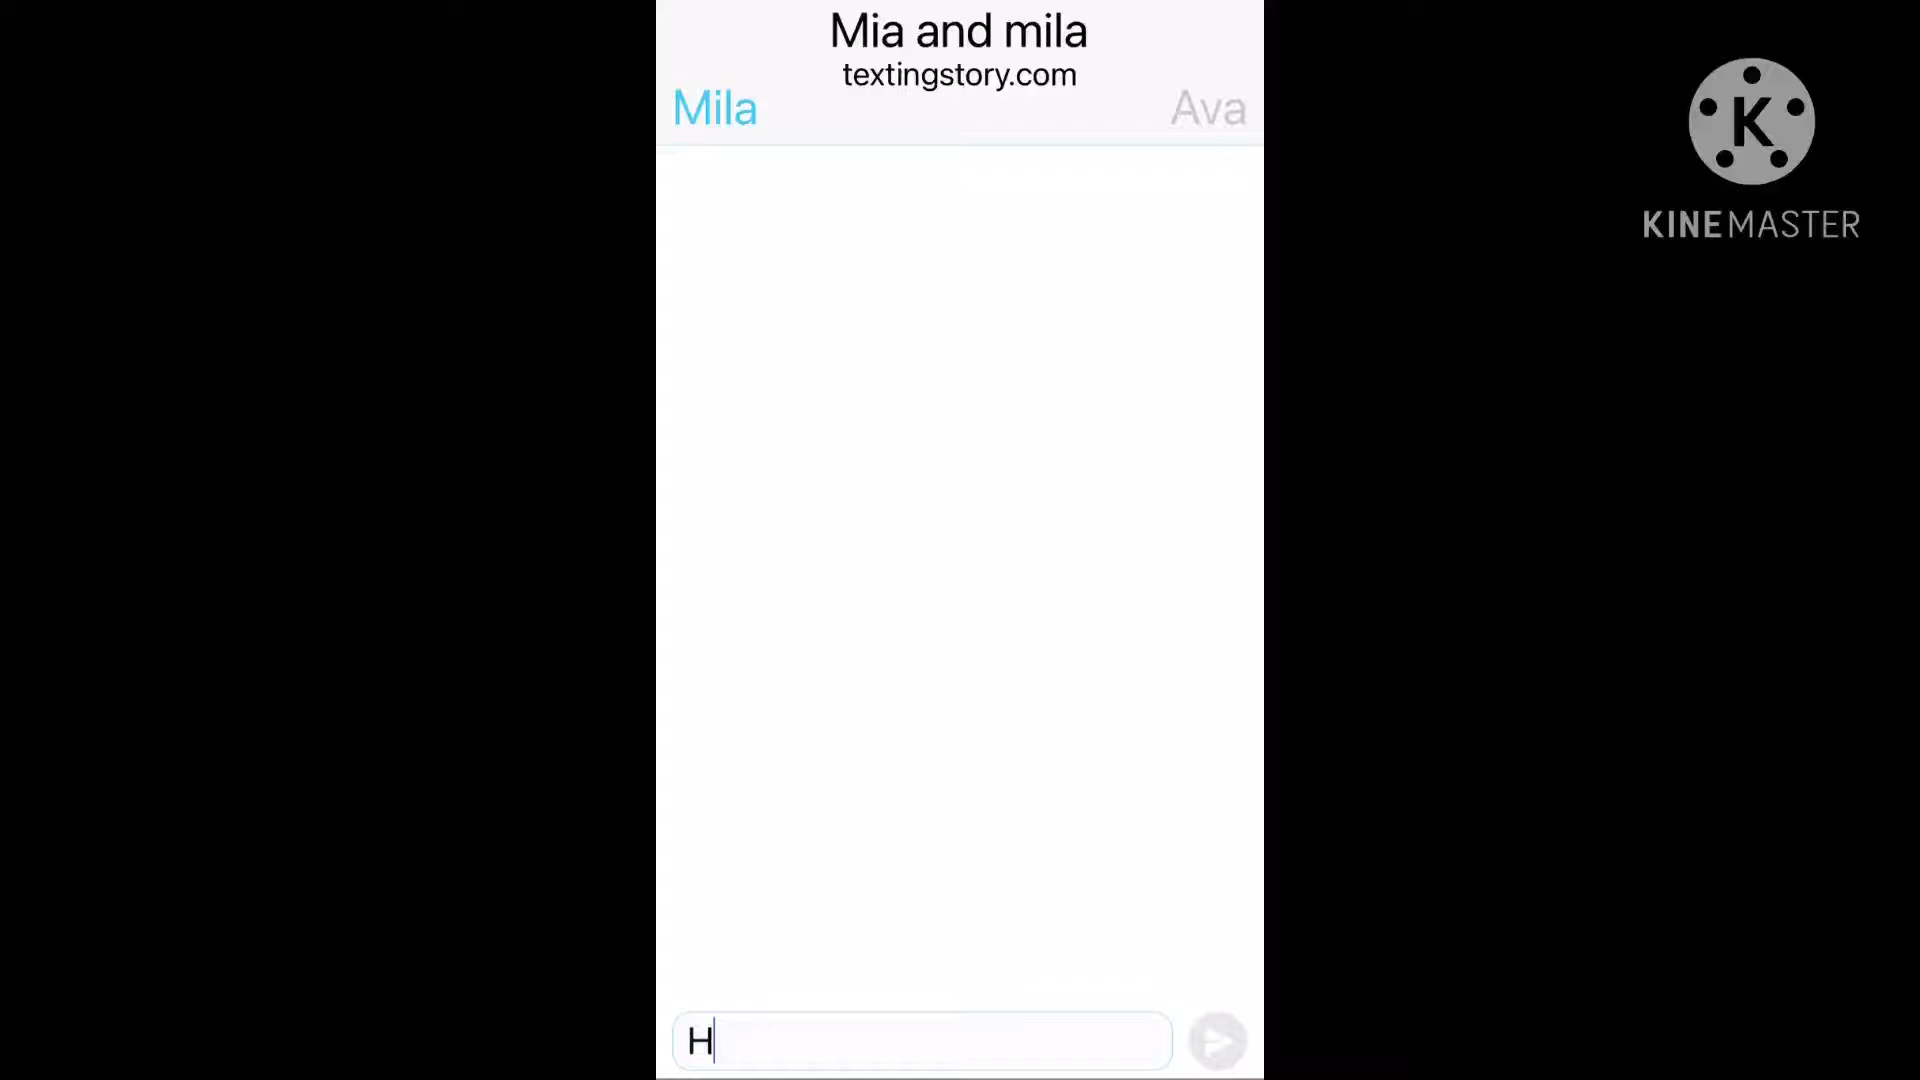 Mia and mila
textingstory.com
Mila
Ava
K
KINEMASTER
H